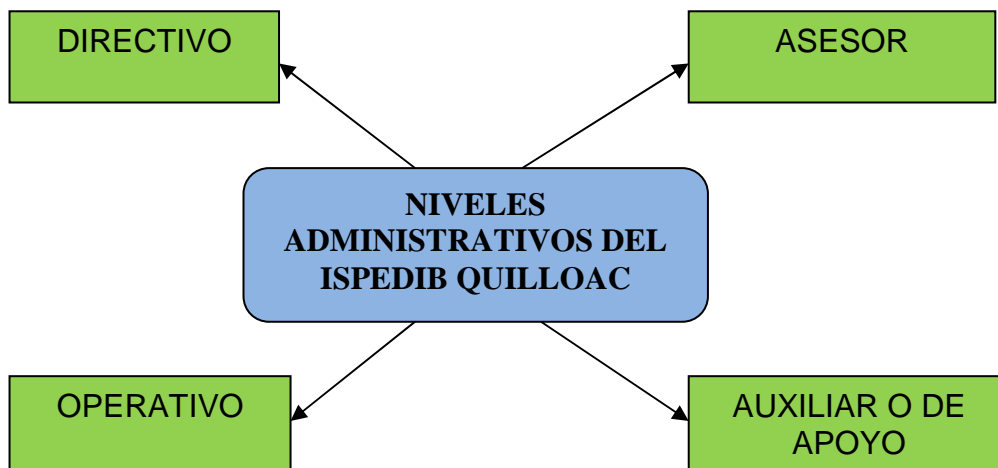 DIRECTIVO
ASESOR
NIVELES
ADMINISTRATIVOS DEL
ISPEDIB QUILLOAC
OPERATIVO
AUXILIAR O DE
APOYO